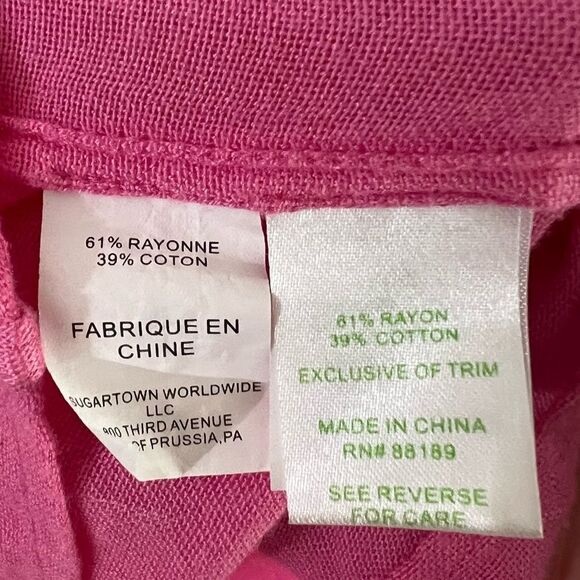 61% RAYONNE
39% COTON
FABRIQUE EN
CHINE
SUGARTOWN WORLDWIDE
LLC
800 THIRD AVENUE
OF PRUSSIA, PA
61% RAYON
39% COTTON
EXCLUSIVE OF TRIM
MADE IN CHINA
RN# 88189
SEE REVERSE
FOR CARE